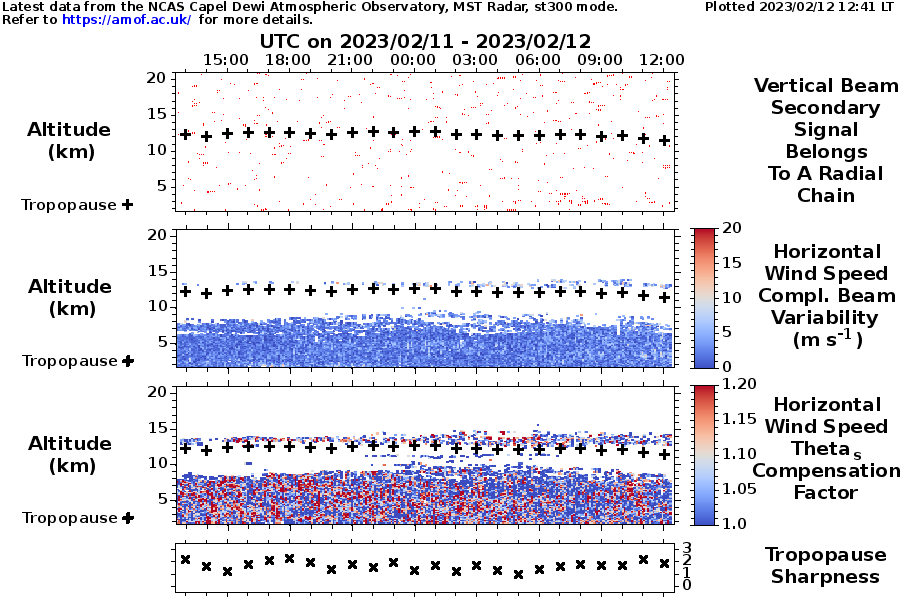 Latest data from the NCAS Capel Dewi Atmospheric Observatory, MST Radar, st300 mode.
Plotted 2023/02/12 12:41 LT
Refer to https://amof.ac.uk/ for more details.
UTC on 2023/02/11 - 2023/02/12
15:00 18:00 21:00 00:00 03:00 06:00 09:00 12:00
20
15
10
5
Altitude
(km)
Tropopause
Vertical Beam
Secondary
Signal
Belongs
To A Radial
Chain
20
15
10
5
Altitude
(km)
Tropopause
20
15
10
5
0
Horizontal
Wind Speed
Compl. Beam
Variability
(m s-1)
20
15
10
5
Altitude
(km)
Tropopause
1.20
1.15
1.10
1.05
1.0
Horizontal
Wind Speed
Theta s
Compensation
Factor
3
2
1
0
Tropopause
Sharpness